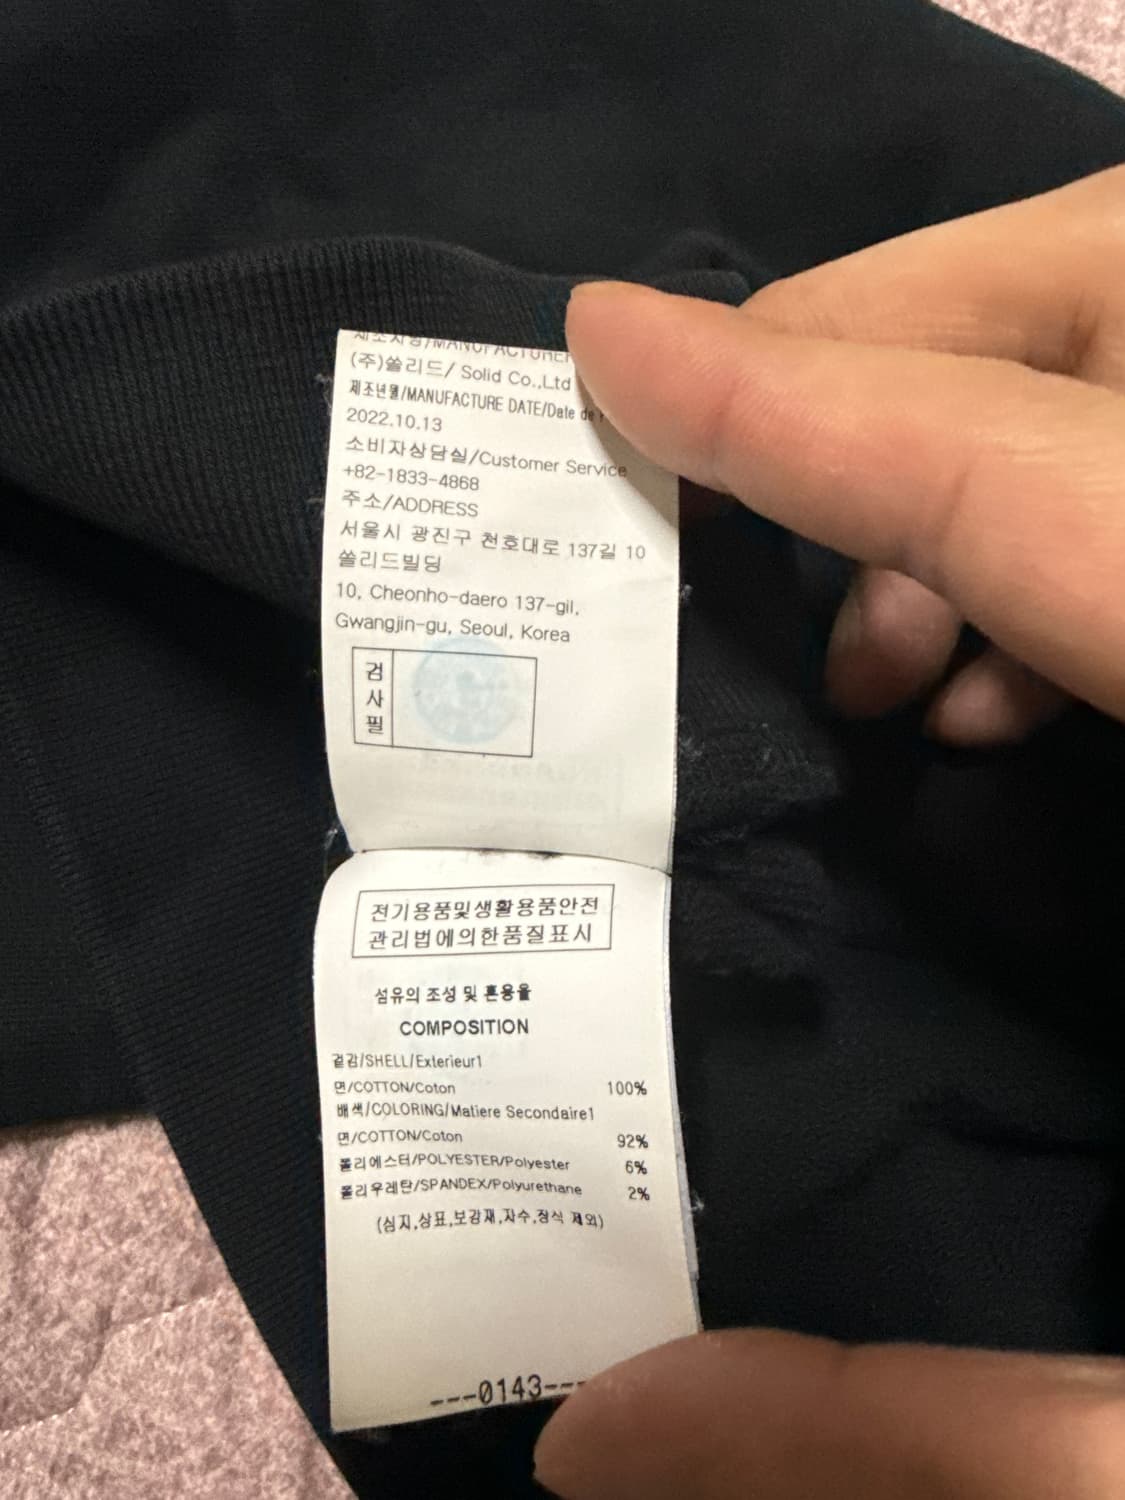 제조자명/MANUFACTURER
(주)쏠리드/ Solid Co.,Ltd
제조년월/MANUFACTURE DATE/Date de
2022.10.13
소비자상담실/Customer Service
+82-1833-4868
주소/ADDRESS
서울시 광진구 천호대로 137길 10
쏠리드빌딩
10, Cheonho-daero 137-gil,
Gwangjin-gu, Seoul, Korea
검사필
전기용품및생활용품안전
관리법에의한품질표시
섬유의 조성 및 혼용율
COMPOSITION
겉감/SHELL/Exterieur1
면/COTTON/Coton 100%
배색/COLORING/Matiere Secondaire1
면/COTTON/Coton 92%
폴리에스터/POLYESTER/Polyester 6%
폴리우레탄/SPANDEX/Polyurethane 2%
(심지,상표,보강재,자수,장식 제외)
---0143---